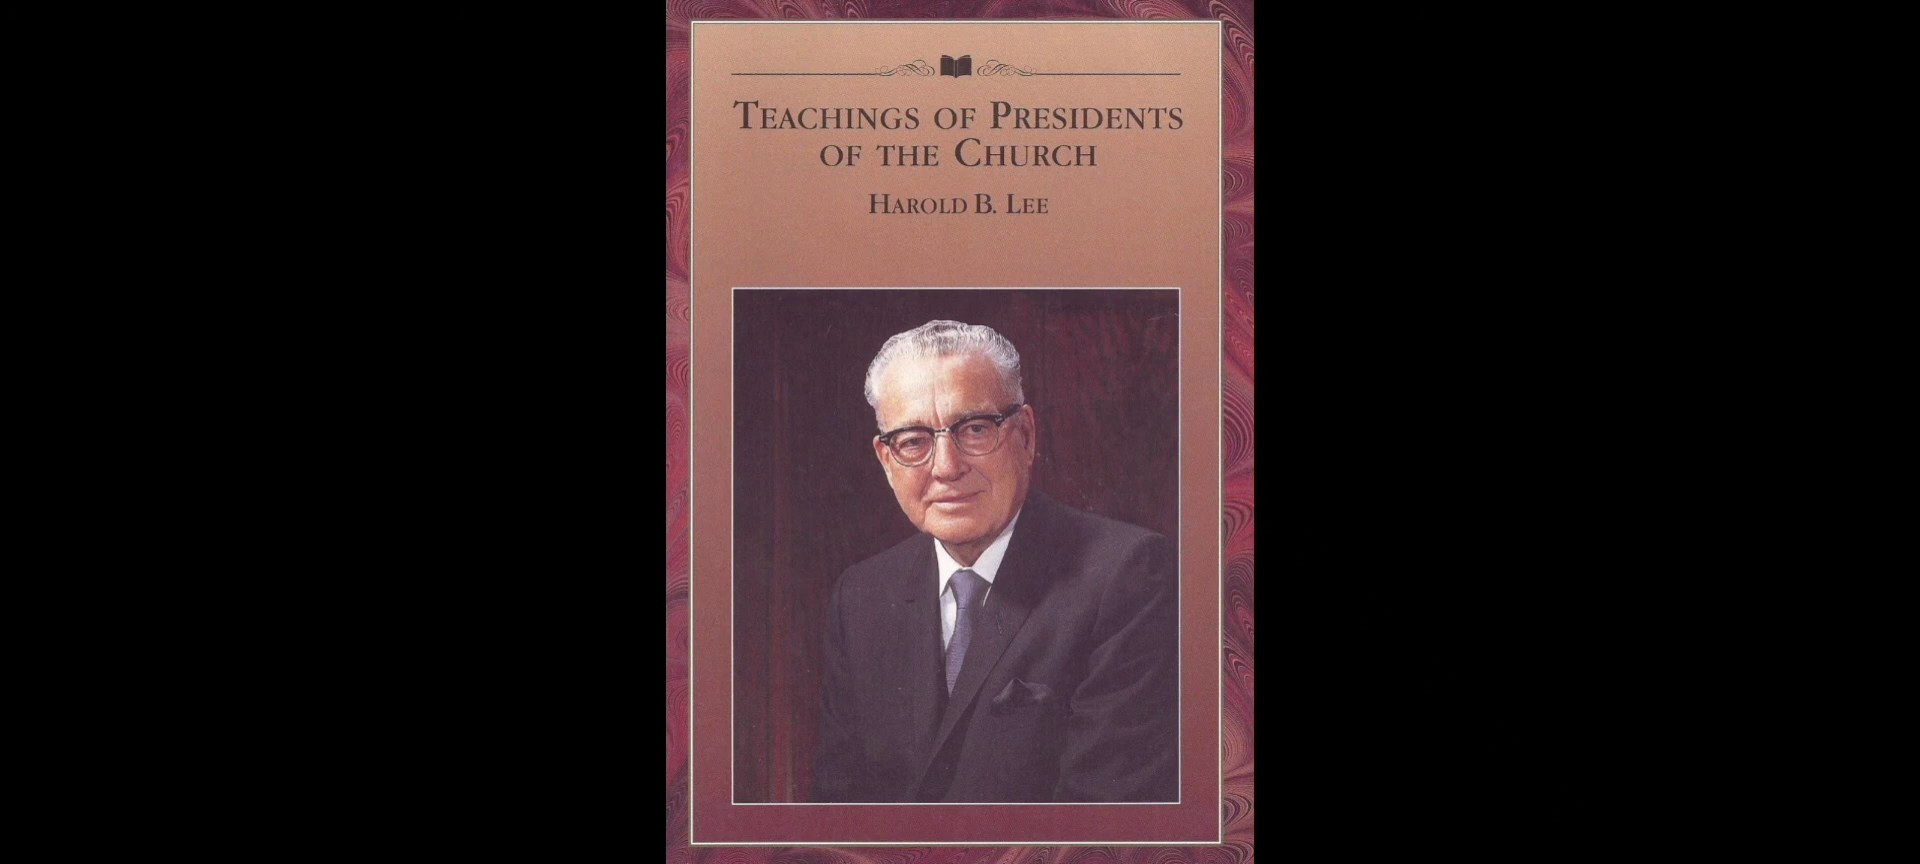 Teachings of Presidents
of the Church
Harold B. Lee